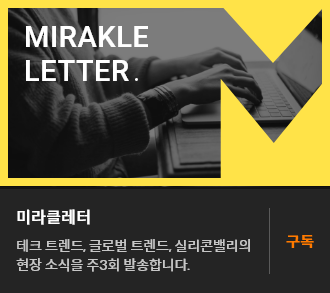 MIRAKLE
LETTER.
미라클레터
테크 트렌드, 글로벌 트렌드, 실리콘밸리의
현장 소식을 주3회 발송합니다.
구독